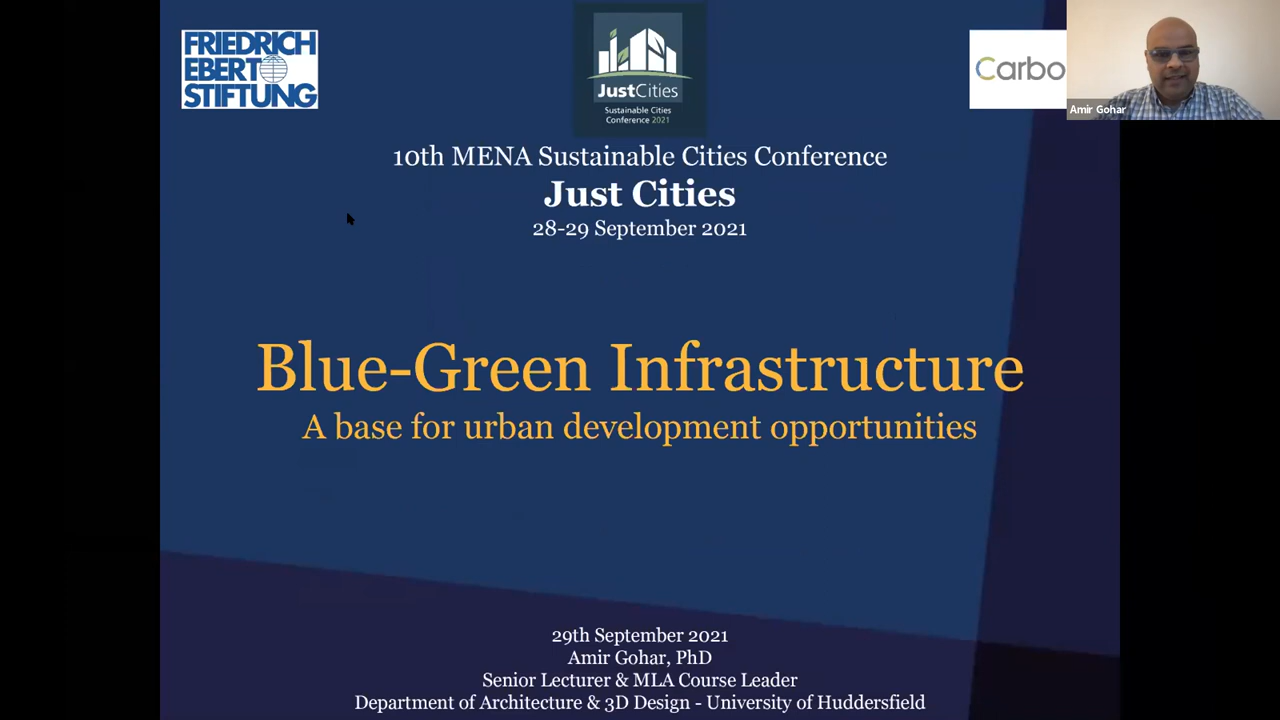 FRIEDRICH
EBERT
STIFTUNG
JustCities
Sustainable Cities
Conference 2021
Carbo
Amir Gohar
10th MENA Sustainable Cities Conference
Just Cities
28-29 September 2021
Blue-Green Infrastructure
A base for urban development opportunities
29th September 2021
Amir Gohar, PhD
Senior Lecturer & MLA Course Leader
Department of Architecture & 3D Design - University of Huddersfield